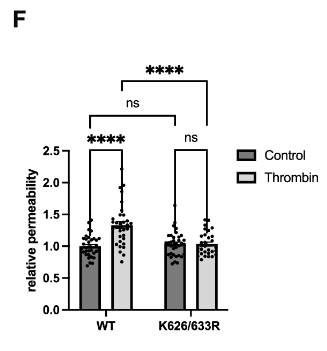 F
****
ns
**** ns
2.5
2.0
1.5
1.0
0.5
0.0
relative permeability
WT K626/633R
Control
Thrombin